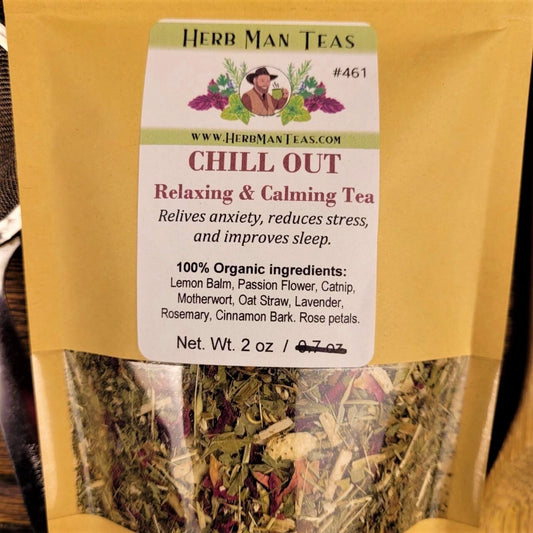 HERB MAN TEAS
#461
WWW.HERBMANTEAS.COM
CHILL OUT
Relaxing & Calming Tea
Relives anxiety, reduces stress,
and improves sleep.
100% Organic ingredients:
Lemon Balm, Passion Flower, Catnip,
Motherwort, Oat Straw, Lavender,
Rosemary, Cinnamon Bark. Rose petals.
Net. Wt. 2 oz / 0.7 oz